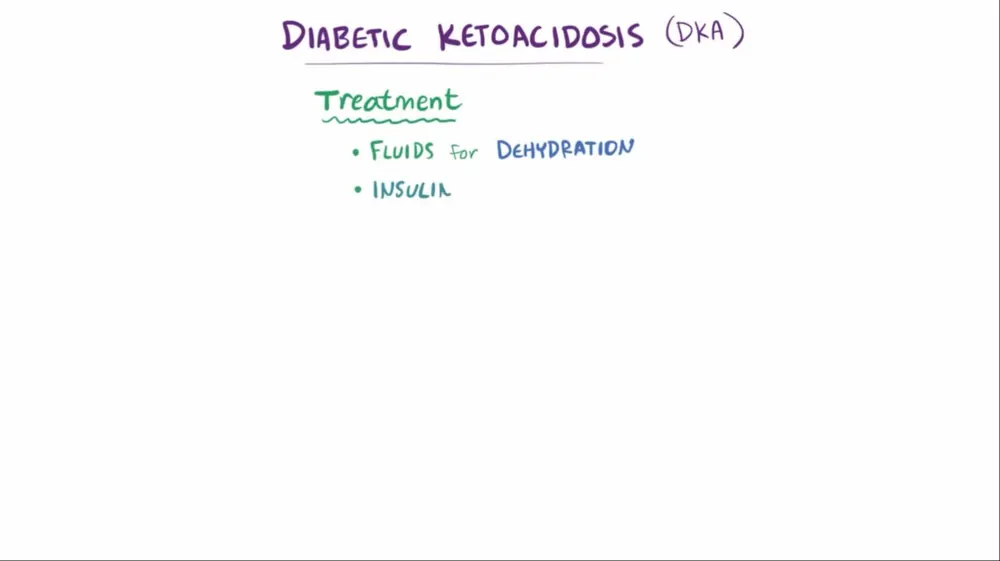 DIABETIC KETOACIDOSIS (DKA)
Treatment
• FLUIDS for DEHYDRATION
• INSULIN